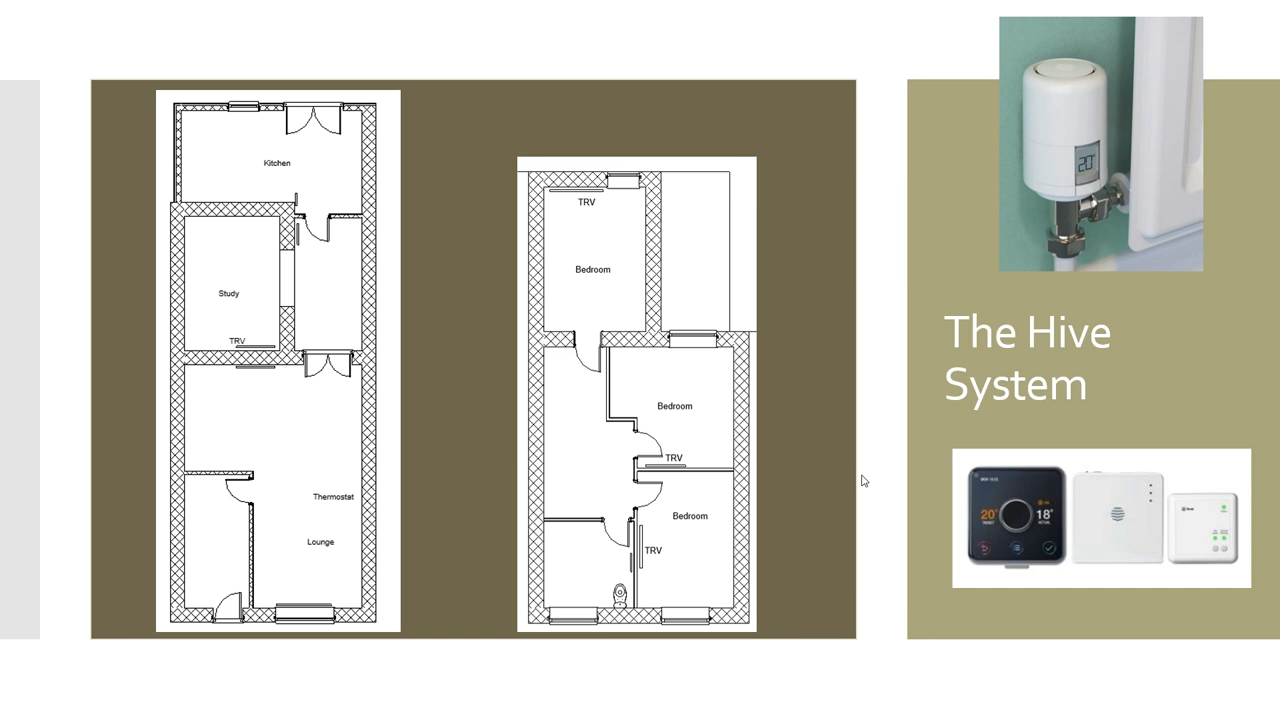 Kitchen
Study
TRV
Thermostat
Lounge
TRV
Bedroom
Bedroom
TRV
Bedroom
TRV
20°
The Hive
System
20°
18°